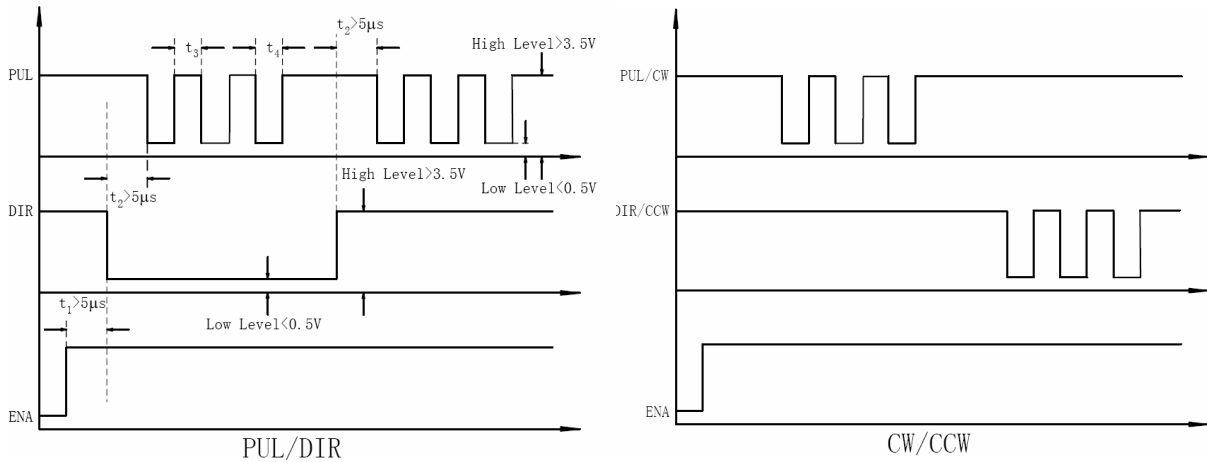 t₂>5μs
High Level>3.5V
t₃
t₄
PUL
Low Level<0.5V
High Level>3.5V
t₂>5μs
DIR
t₁>5μs
Low Level<0.5V
ENA
PUL/DIR
PUL/CW
DIR/CCW
ENA
CW/CCW